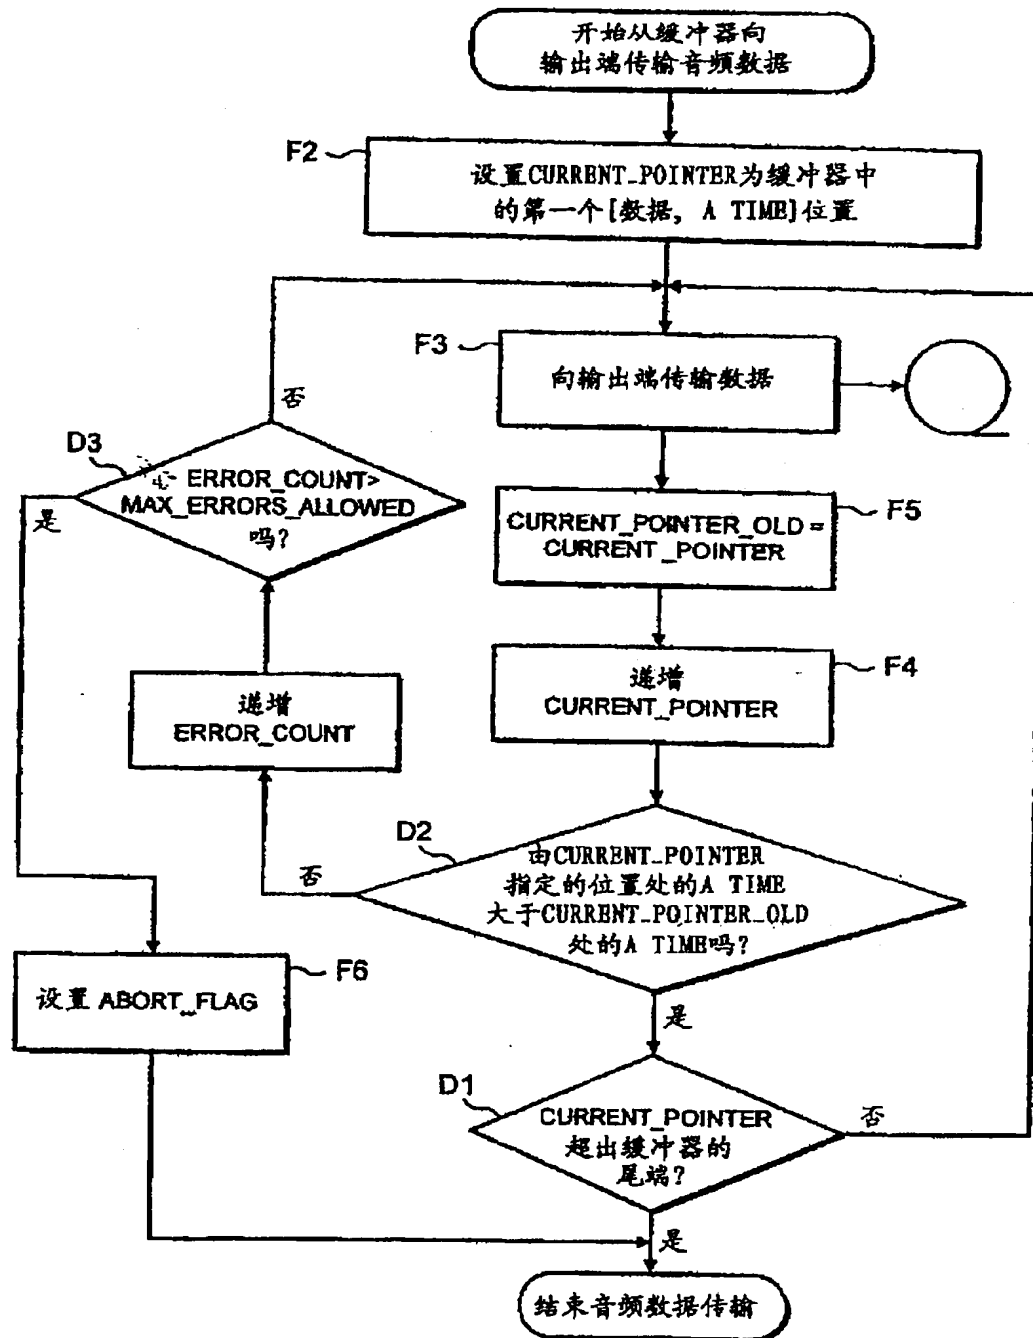 开始从缓冲器向
输出端传输音频数据
F2
设置CURRENT_POINTER为缓冲器中
的第一个[数据, A TIME]位置
F3
向输出端传输数据
否
D3
ERROR_COUNT>
MAX_ERRORS_ALLOWED
吗?
是
CURRENT_POINTER_OLD =
CURRENT_POINTER
F5
递增
CURRENT_POINTER
F4
递增
ERROR_COUNT
D2
由CURRENT_POINTER
指定的位置处的A TIME
大于CURRENT_POINTER_OLD
处的A TIME吗?
否
是
设置 ABORT_FLAG
F6
D1
CURRENT_POINTER
超出缓冲器的
尾端?
否
是
结束音频数据传输